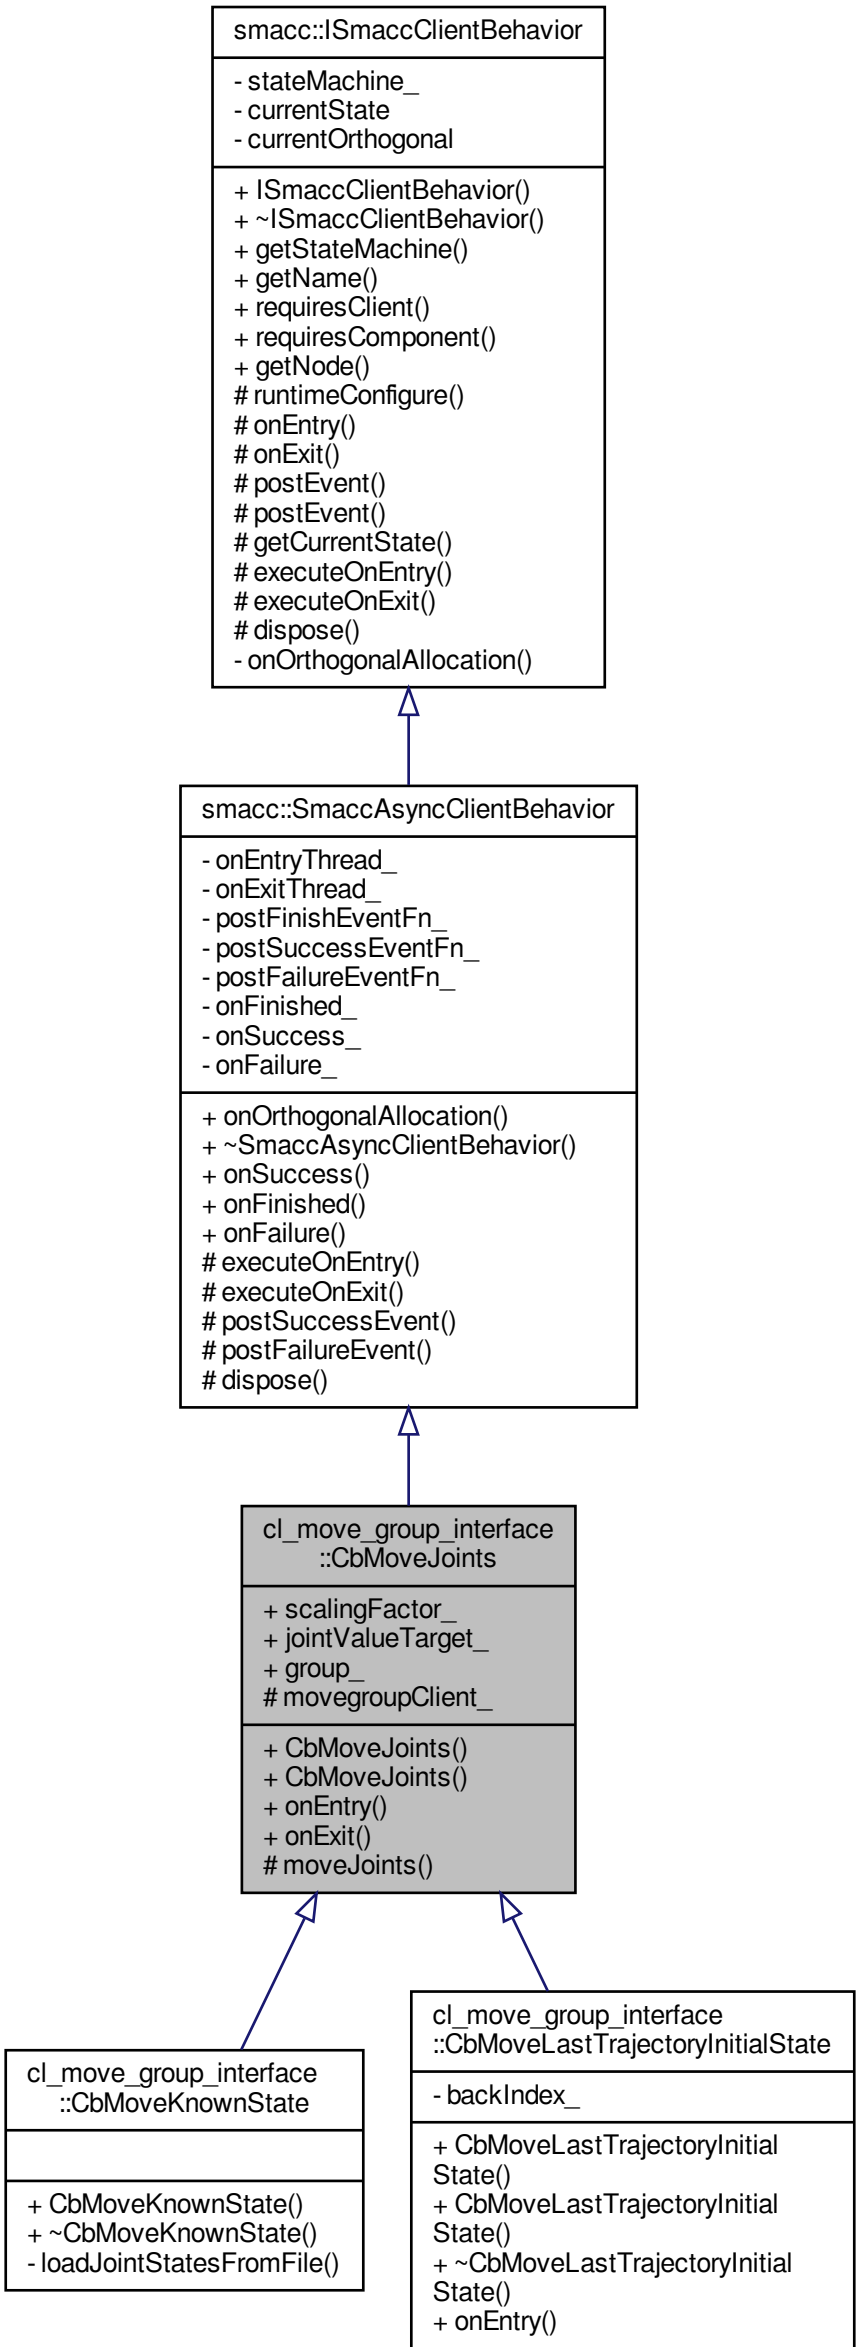 smacc::ISmaccClientBehavior
- stateMachine_
- currentState
- currentOrthogonal
+ ISmaccClientBehavior()
+ ~ISmaccClientBehavior()
+ getStateMachine()
+ getName()
+ requiresClient()
+ requiresComponent()
+ getNode()
# runtimeConfigure()
# onEntry()
# onExit()
# postEvent()
# postEvent()
# getCurrentState()
# executeOnEntry()
# executeOnExit()
# dispose()
- onOrthogonalAllocation()
smacc::SmaccAsyncClientBehavior
- onEntryThread_
- onExitThread_
- postFinishEventFn_
- postSuccessEventFn_
- postFailureEventFn_
- onFinished_
- onSuccess_
- onFailure_
+ onOrthogonalAllocation()
+ ~SmaccAsyncClientBehavior()
+ onSuccess()
+ onFinished()
+ onFailure()
# executeOnEntry()
# executeOnExit()
# postSuccessEvent()
# postFailureEvent()
# dispose()
cl_move_group_interface
::CbMoveJoints
+ scalingFactor_
+ jointValueTarget_
+ group_
# movegroupClient_
+ CbMoveJoints()
+ CbMoveJoints()
+ onEntry()
+ onExit()
# moveJoints()
cl_move_group_interface
::CbMoveKnownState
+ CbMoveKnownState()
+ ~CbMoveKnownState()
- loadJointStatesFromFile()
cl_move_group_interface
::CbMoveLastTrajectoryInitialState
- backIndex_
+ CbMoveLastTrajectoryInitial
State()
+ CbMoveLastTrajectoryInitial
State()
+ ~CbMoveLastTrajectoryInitial
State()
+ onEntry()